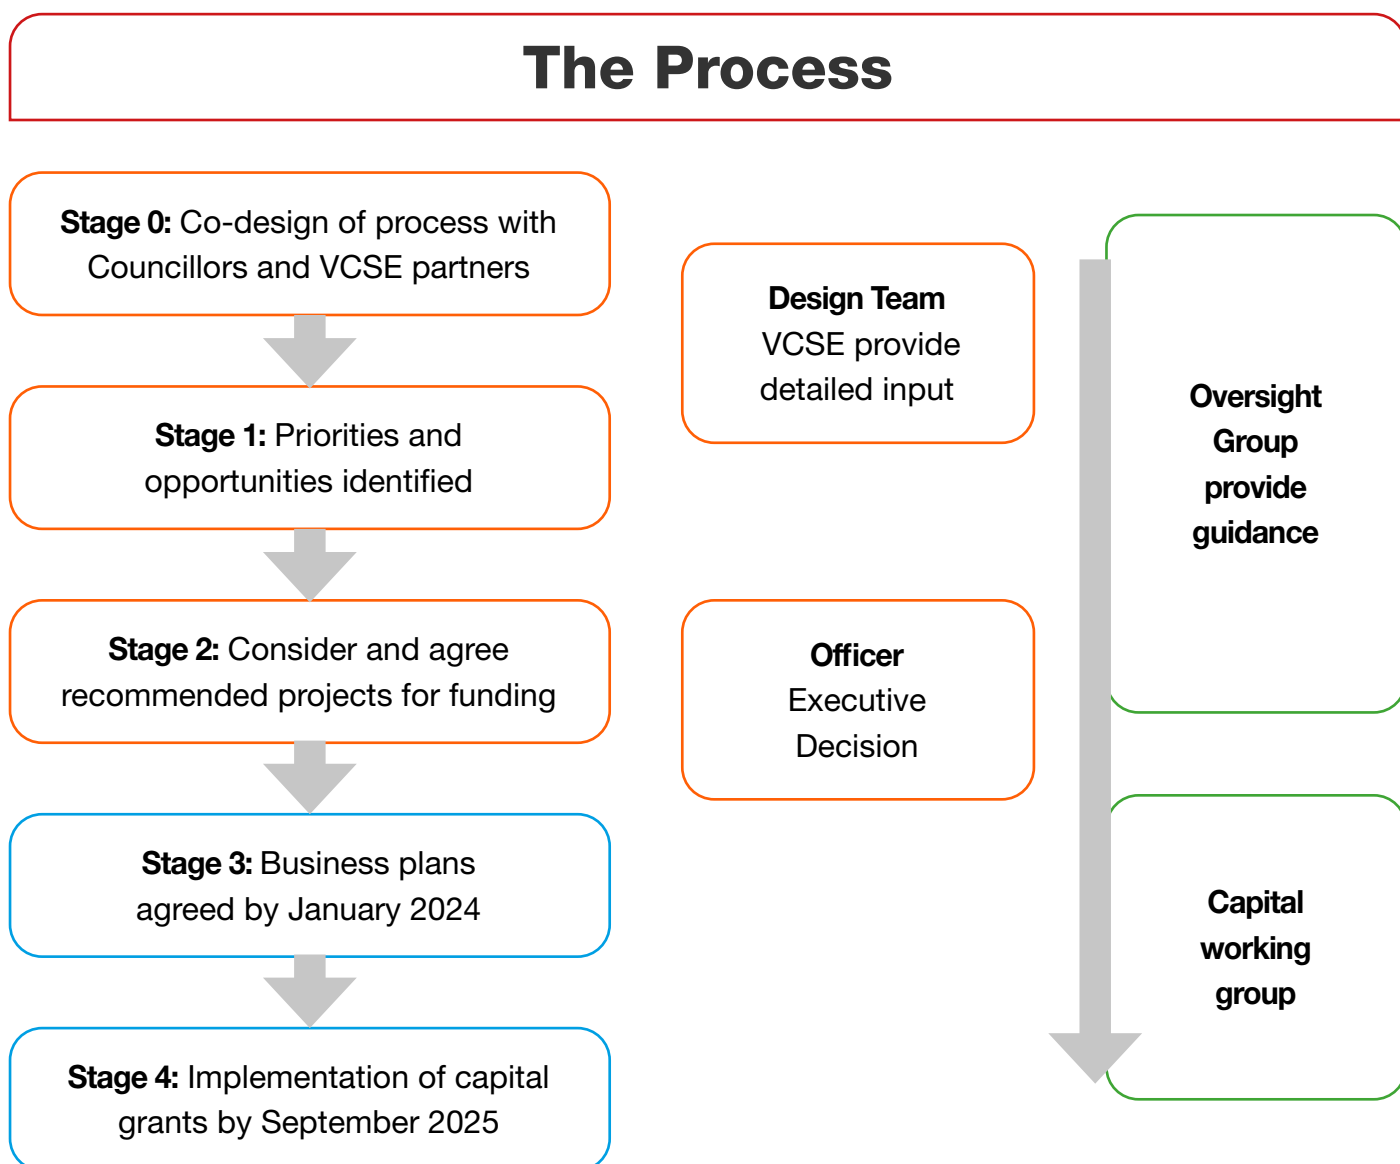 The Process
Stage 0: Co-design of process with
Councillors and VCSE partners
Stage 1: Priorities and
opportunities identified
Stage 2: Consider and agree
recommended projects for funding
Stage 3: Business plans
agreed by January 2024
Stage 4: Implementation of capital
grants by September 2025
Design Team
VCSE provide
detailed input
Officer
Executive
Decision
Oversight
Group
provide
guidance
Capital
working
group